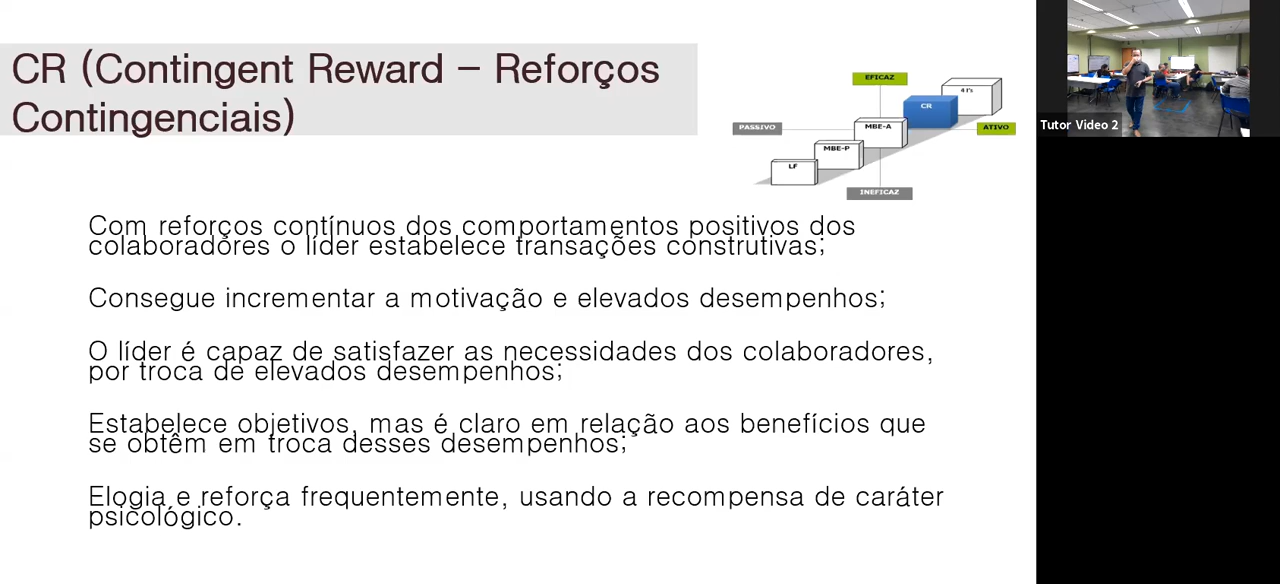 CR (Contingent Reward – Reforços
Contingenciais)
EFICAZ
4 I's
CR
PASSIVO
MBE-A
ATIVO
MBE-P
LF
INEFICAZ
Tutor Video 2
Com reforços contínuos dos comportamentos positivos dos
colaboradores o líder estabelece transações construtivas;
Consegue incrementar a motivação e elevados desempenhos;
O líder é capaz de satisfazer as necessidades dos colaboradores,
por troca de elevados desempenhos;
Estabelece objetivos, mas é claro em relação aos benefícios que
se obtêm em troca desses desempenhos;
Elogia e reforça frequentemente, usando a recompensa de caráter
psicológico.